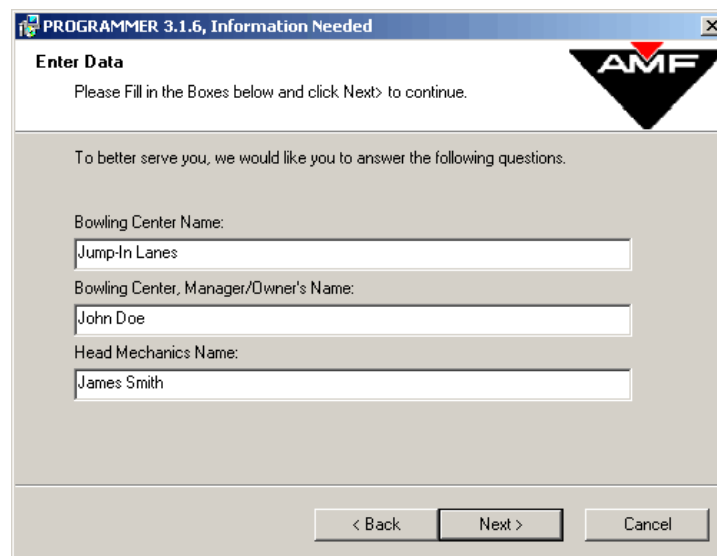 PROGRAMMER 3.1.6, Information Needed
Enter Data
Please Fill in the Boxes below and click Next> to continue.
AMF
To better serve you, we would like you to answer the following questions.
Bowling Center Name:
Jump-In Lanes
Bowling Center, Manager/Owner's Name:
John Doe
Head Mechanics Name:
James Smith
< Back
Next >
Cancel